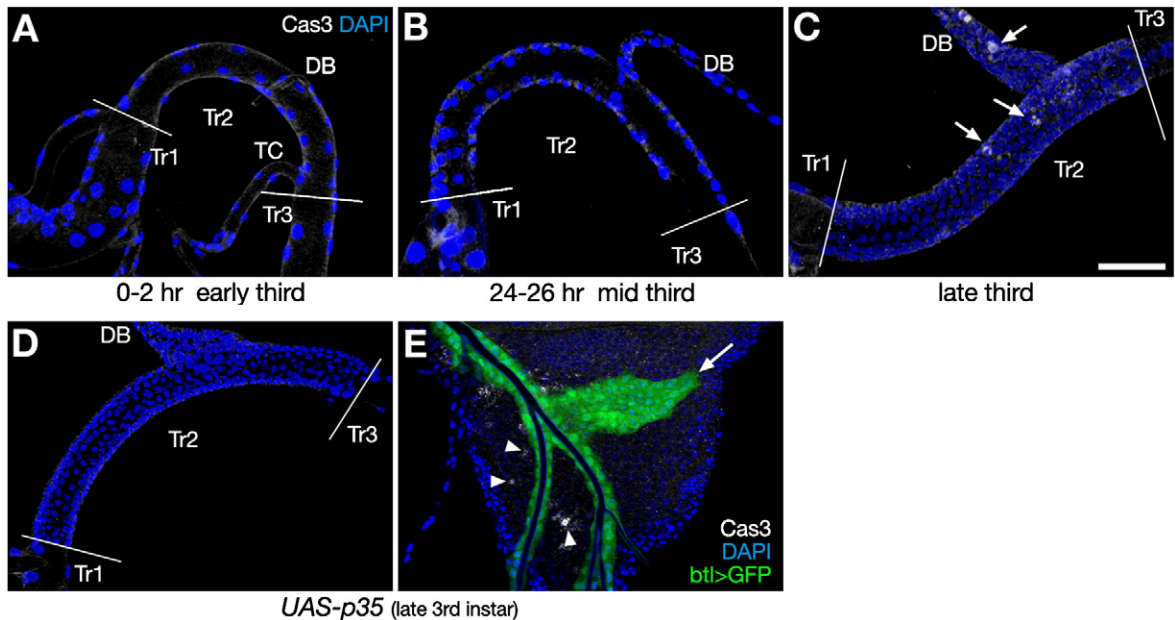 A
Cas3 DAPI
DB
Tr2
Tr1
TC
Tr3
0-2 hr early third
B
DB
Tr2
Tr1
Tr3
24-26 hr mid third
C
Tr3
DB
Tr1
Tr2
late third
D
DB
Tr2
Tr3
Tr1
E
Cas3
DAPI
btl>GFP
UAS-p35 (late 3rd instar)